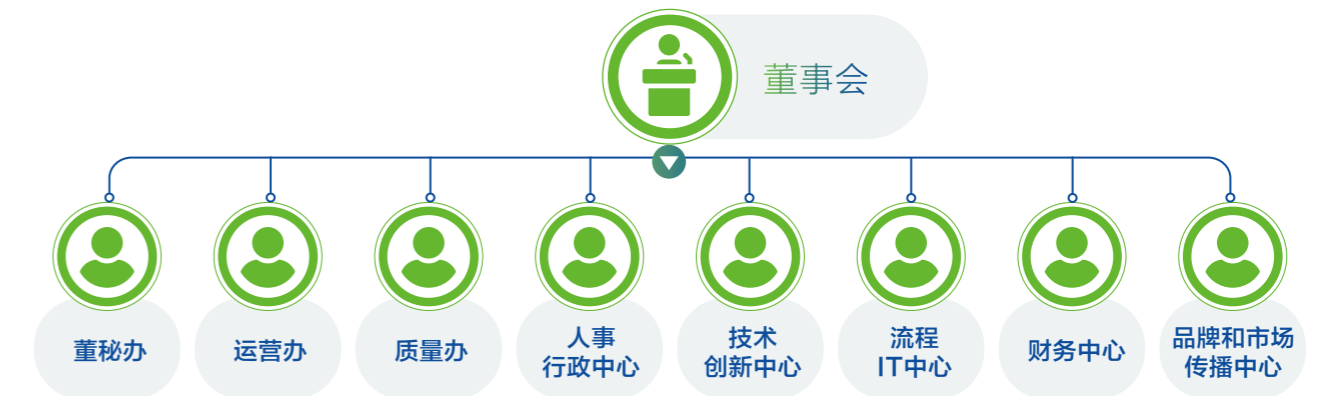 董事会
董秘办
运营办
质量办
人事
行政中心
技术
创新中心
流程
IT中心
财务中心
品牌和市场
传播中心